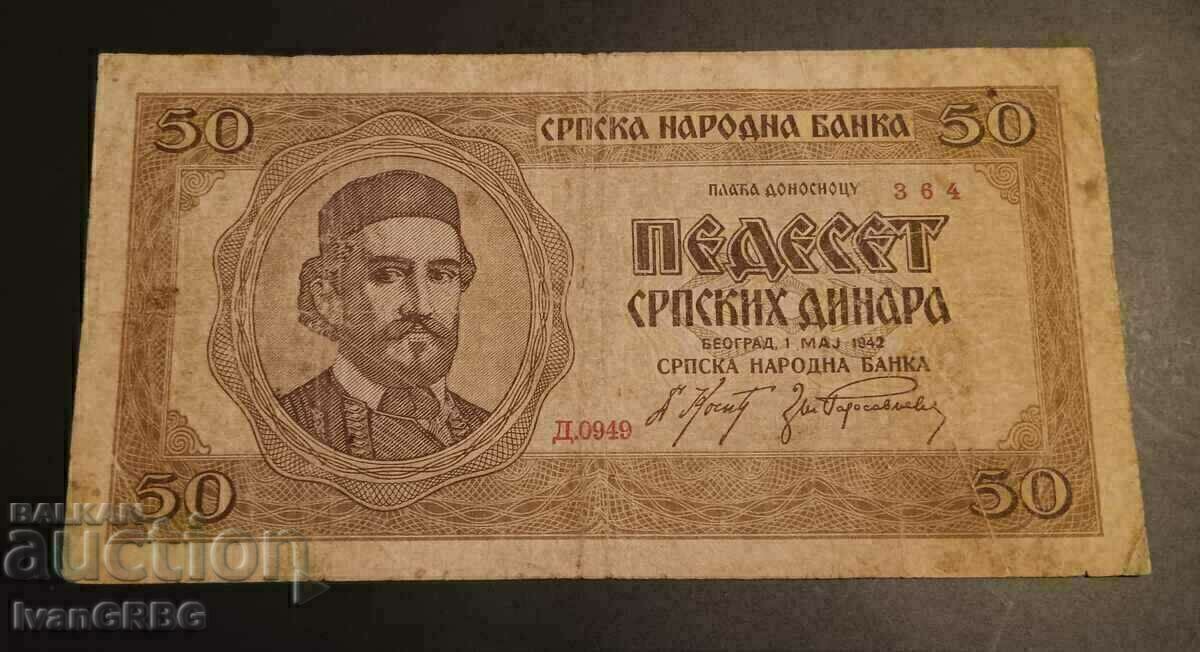 50
СРПСКА НАРОДНА БАНКА
50
ПЛАЋА ДОНОСИОЦУ 364
ПЕДЕСЕТ
СРПСКИХ ДИНАРА
БЕОГРАД, 1 МАЈ 1942
СРПСКА НАРОДНА БАНКА
Д.0949
50
50
BALKAN
auction
IvanGRBG